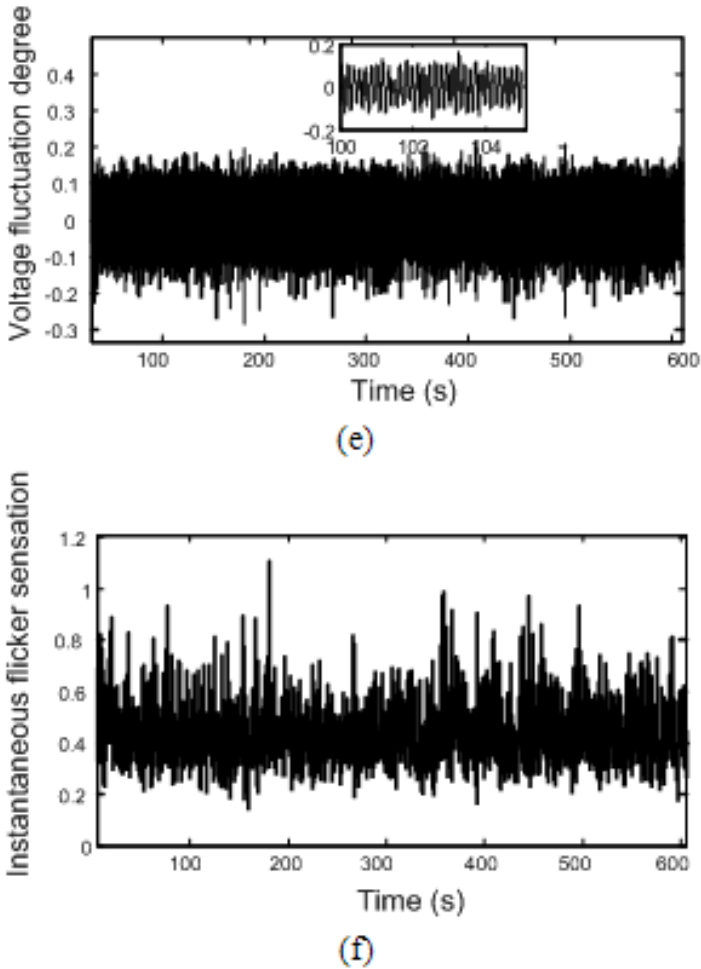 Voltage fluctuation degree
0.4
0.3
0.2
0.1
0
-0.1
-0.2
-0.3
0.2
0
-0.2
100 102 104
100 200 300 400 500 600
Time (s)
(e)
Instantaneous flicker sensation
1.2
1
0.8
0.6
0.4
0.2
0
100 200 300 400 500 600
Time (s)
(f)